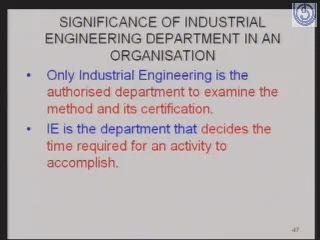 SIGNIFICANCE OF INDUSTRIAL
ENGINEERING DEPARTMENT IN AN
ORGANISATION
• Only Industrial Engineering is the
authorised department to examine the
method and its certification.
• IE is the department that decides the
time required for an activity to
accomplish.